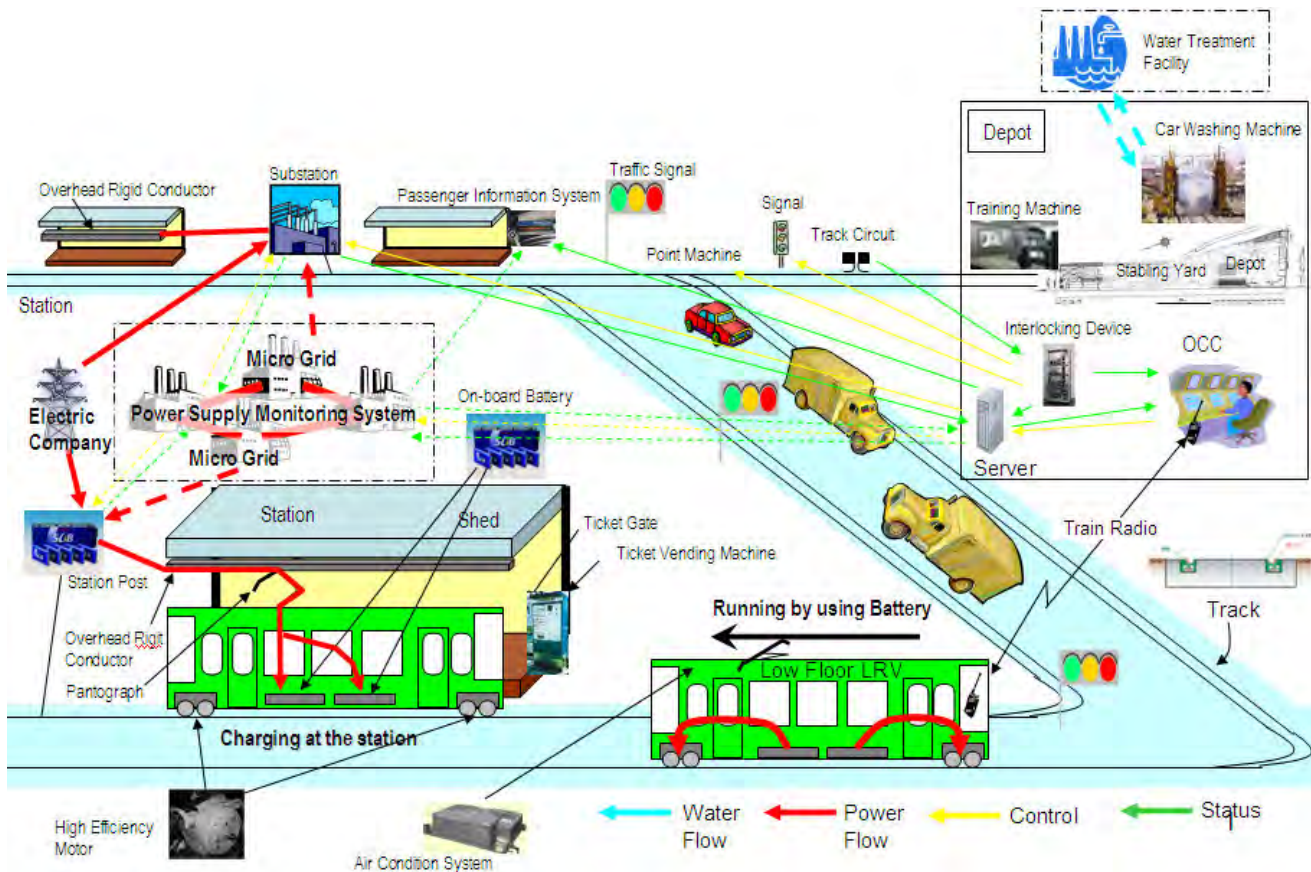 Water Treatment
Facility
Depot
Car Washing Machine
Substation
Traffic Signal
Overhead Rigid Conductor
Passenger Information System
Signal
Training Machine
Track Circuit
Point Machine
Stabling Yard
Depot
Station
Interlocking Device
OCC
Micro Grid
On-board Battery
Electric
Company
Power Supply Monitoring System
Micro Grid
Server
Station
Shed
Ticket Gate
Train Radio
Ticket Vending Machine
Station Post
Running by using Battery
Track
Overhead Rigit
Conductor
Low Floor LRV
Pantograph
Charging at the station
High Efficiency
Motor
Air Condition System
Water
Flow
Power
Flow
Control
Status